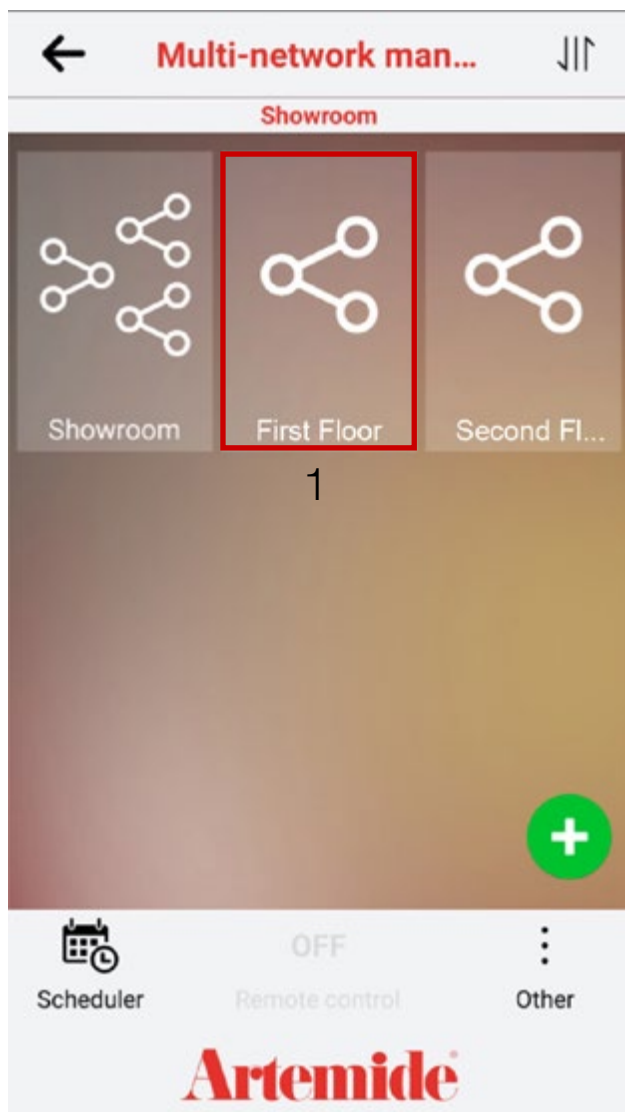 Multi-network man...
Showroom
Showroom
First Floor
Second Fl...
1
OFF
Scheduler
Remote control
Other
Artemide